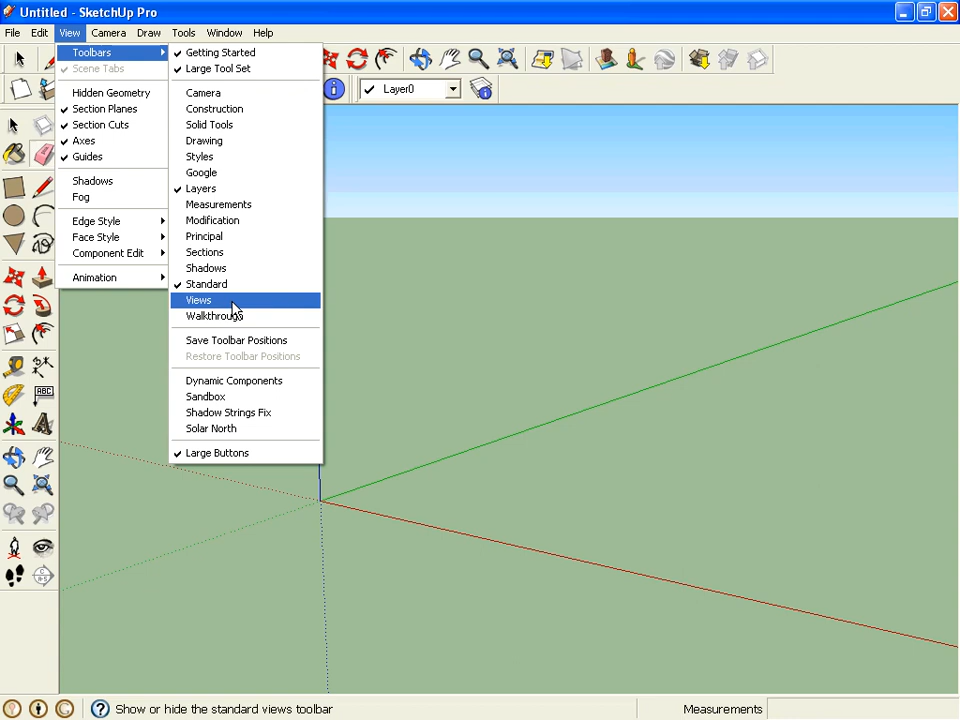 Untitled - SketchUp Pro
File Edit View Camera Draw Tools Window Help
Toolbars
Scene Tabs
Hidden Geometry
Section Planes
Section Cuts
Axes
Guides
Shadows
Fog
Edge Style
Face Style
Component Edit
Animation
Getting Started
Large Tool Set
Camera
Construction
Solid Tools
Drawing
Styles
Google
Layers
Measurements
Modification
Principal
Sections
Shadows
Standard
Views
Walkthrough
Save Toolbar Positions
Restore Toolbar Positions
Dynamic Components
Sandbox
Shadow Strings Fix
Solar North
Large Buttons
Layer0
ABC
Show or hide the standard views toolbar
Measurements